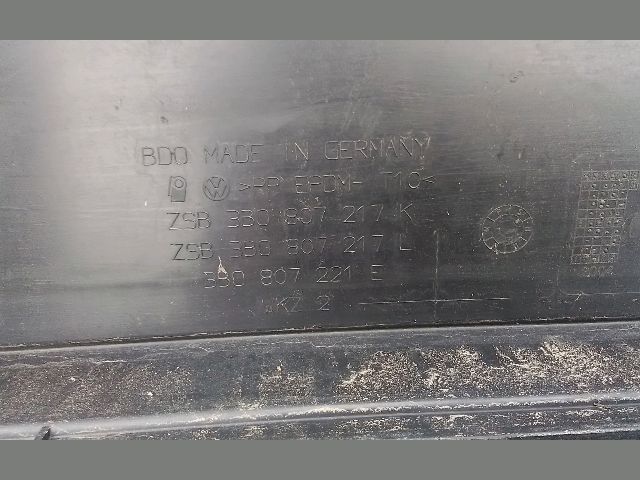 BDO MADE IN GERMANY
>PP EPDM- T10<
ZSB 3B0 807 217 K
ZSB 3B0 807 217 L
3B0 807 221 E
WKZ 2